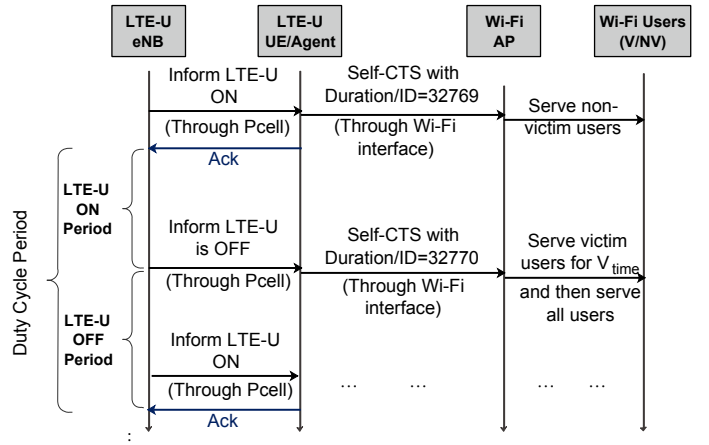 LTE-U
eNB
LTE-U
UE/Agent
Wi-Fi
AP
Wi-Fi Users
(V/NV)
Inform LTE-U
ON
(Through Pcell)
Self-CTS with
Duration/ID=32769
(Through Wi-Fi
interface)
Serve non-
victim users
Ack
Duty Cycle Period
LTE-U
ON
Period
Inform LTE-U
is OFF
(Through Pcell)
Self-CTS with
Duration/ID=32770
(Through Wi-Fi
interface)
Serve victim
users for Vtime
and then serve
all users
LTE-U
OFF
Period
Inform LTE-U
ON
(Through Pcell)
... ... ... ...
Ack
: